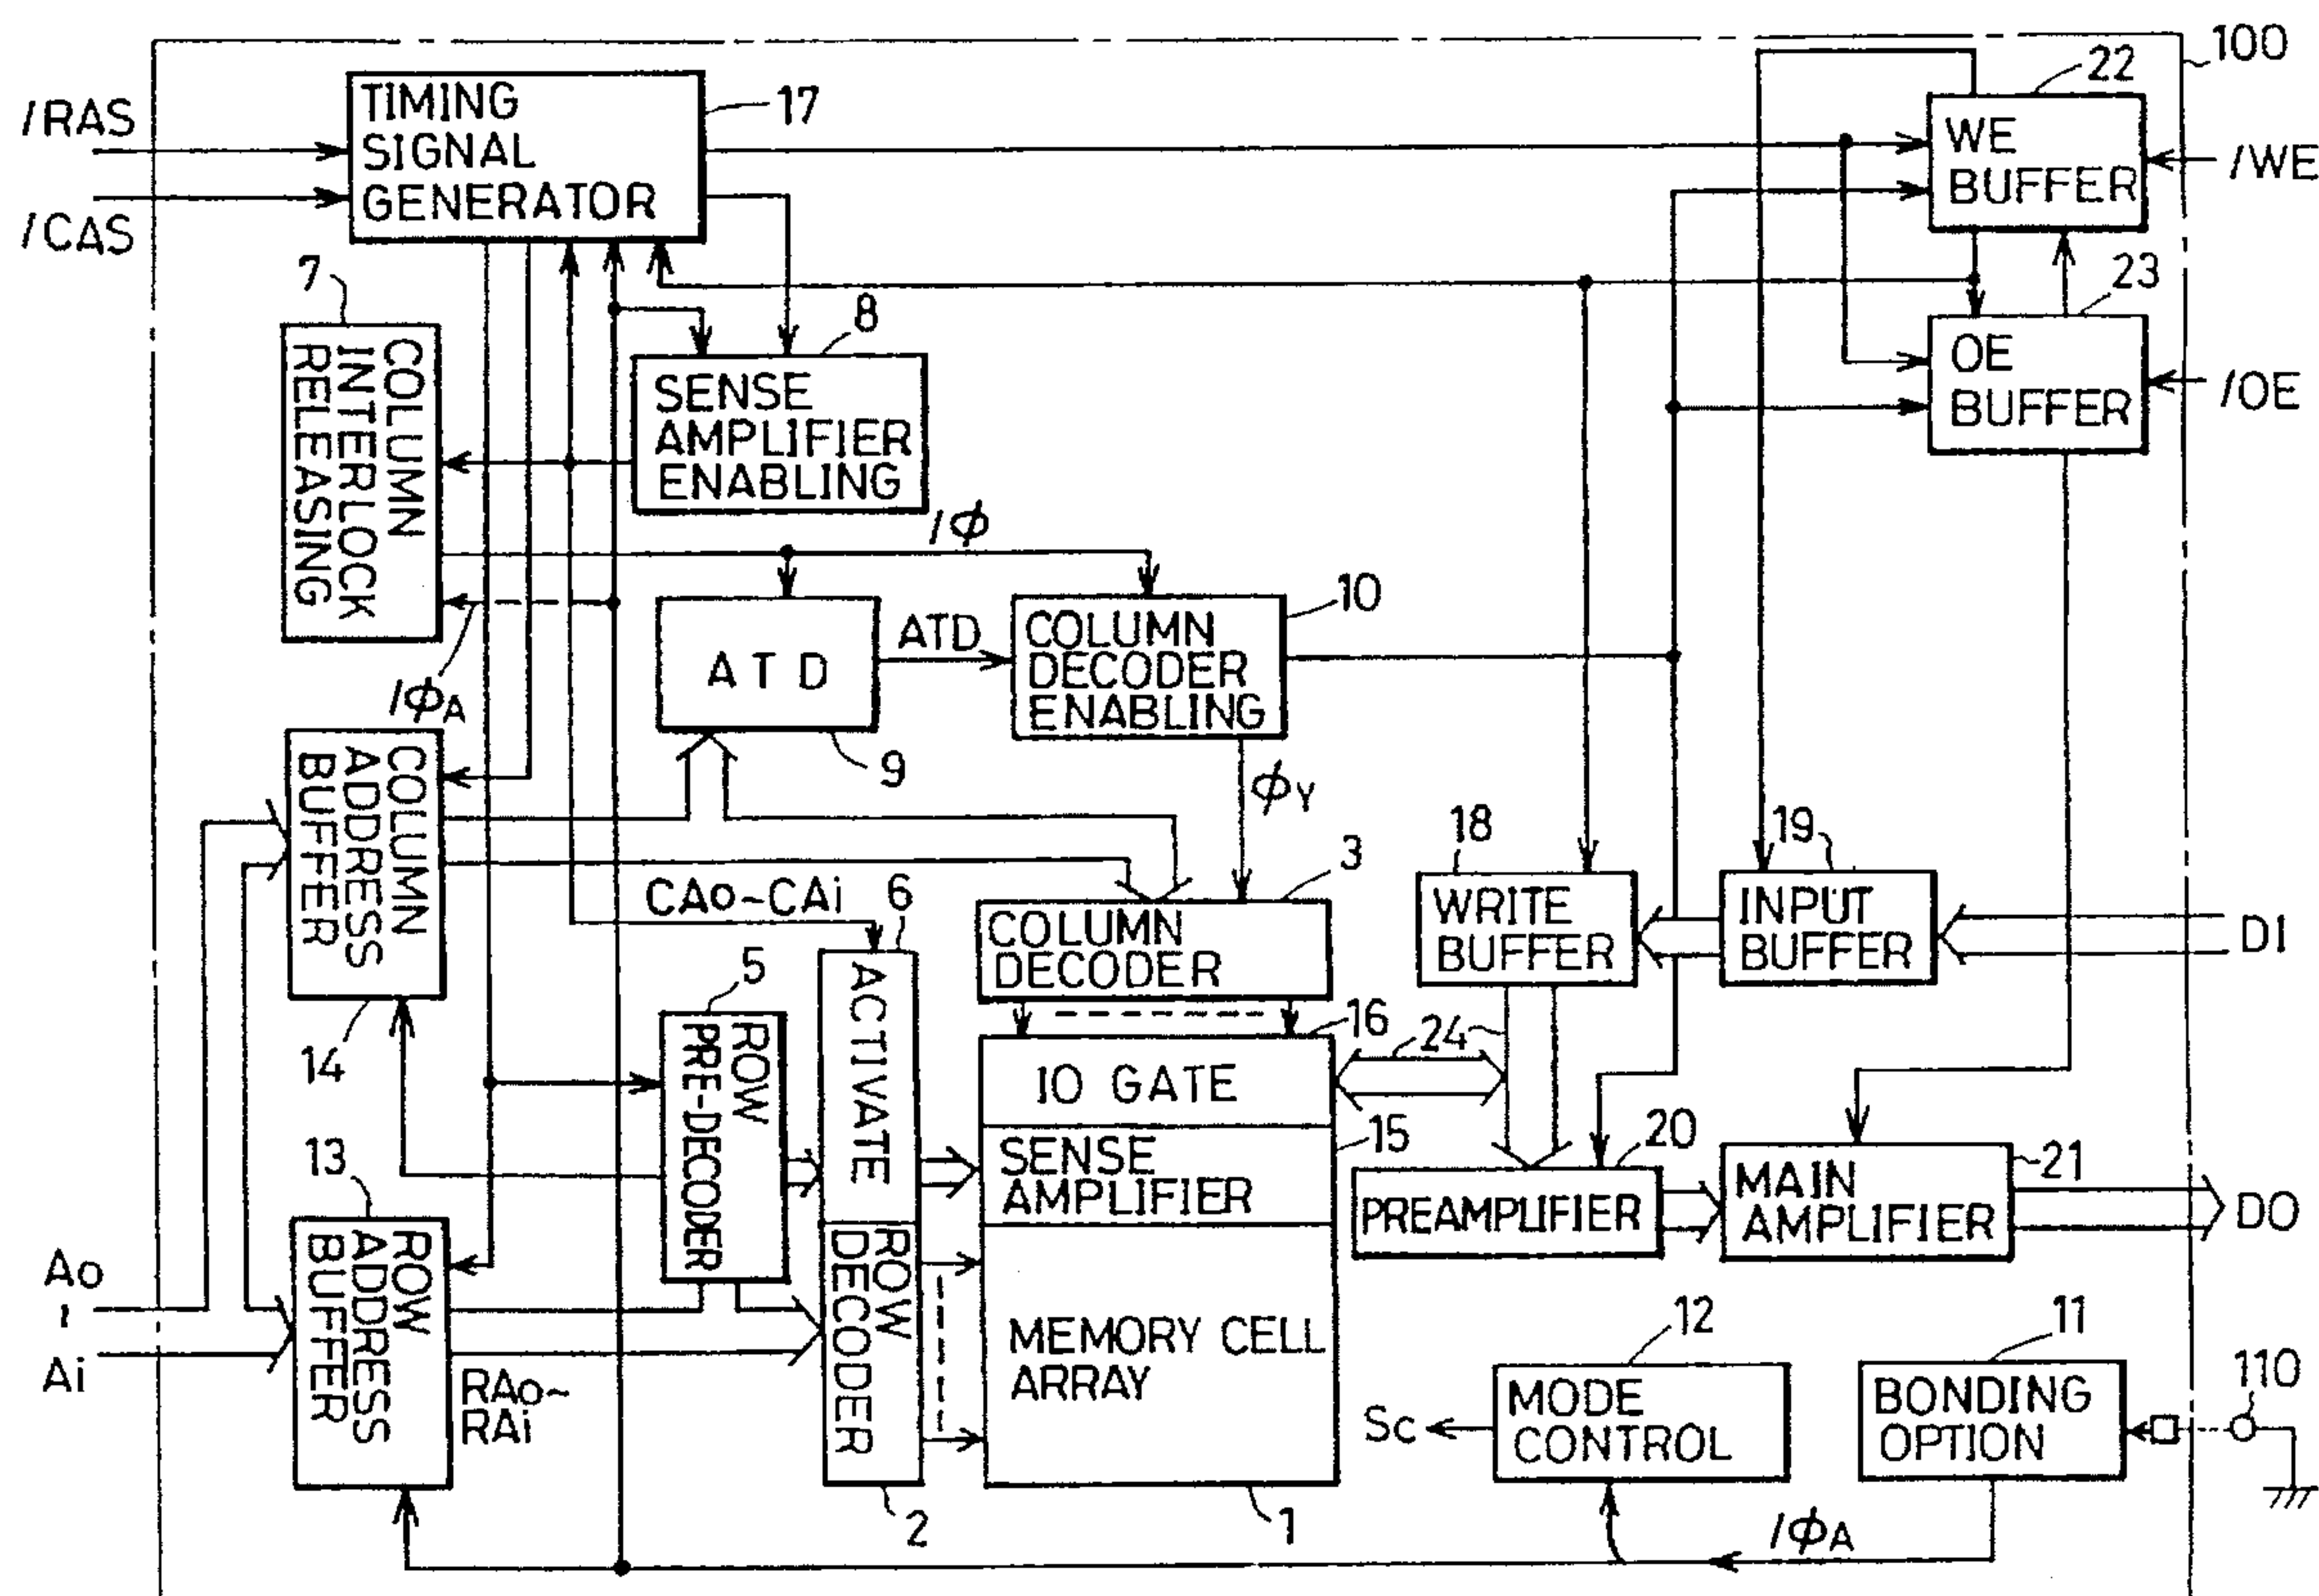 100
22
/RAS
/CAS
TIMING
SIGNAL
GENERATOR
17
WE
BUFFER
/WE
23
OE
BUFFER
/OE
7
COLUMN
INTERLOCK
RELEASING
8
SENSE
AMPLIFIER
ENABLING
/ϕ
/ϕA
ATD
9
ATD
10
COLUMN
DECODER
ENABLING
ϕY
COLUMN
ADDRESS
BUFFER
14
CAo~CAi
6
ACTIVATE
3
COLUMN
DECODER
18
WRITE
BUFFER
19
INPUT
BUFFER
DI
5
ROW
PRE-DECODER
16
IO GATE
24
15
SENSE
AMPLIFIER
20
PREAMPLIFIER
21
MAIN
AMPLIFIER
DO
13
ROW
ADDRESS
BUFFER
Ao
~
Ai
RAo~
RAi
ROW
DECODER
2
MEMORY CELL
ARRAY
1
12
MODE
CONTROL
Sc
11
BONDING
OPTION
110
/ϕA